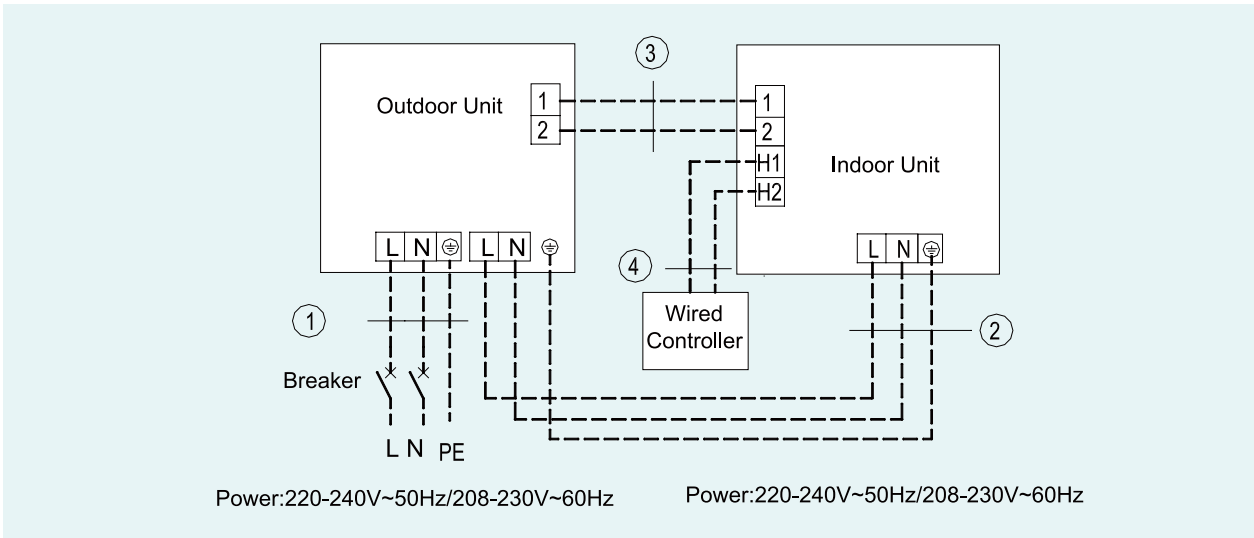 3
Outdoor Unit
1
2
1
2
H1
H2
Indoor Unit
L N ⏚ L N ⏚
L N ⏚
4
1
Wired
Controller
2
Breaker
L N PE
Power:220-240V~50Hz/208-230V~60Hz
Power:220-240V~50Hz/208-230V~60Hz